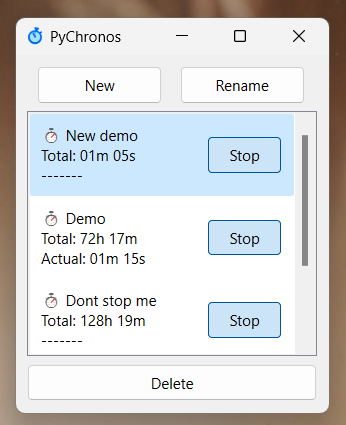 PyChronos
New Rename
New demo
Total: 01m 05s
-------
Stop
Demo
Total: 72h 17m
Actual: 01m 15s
Stop
Dont stop me
Total: 128h 19m
-------
Stop
Delete